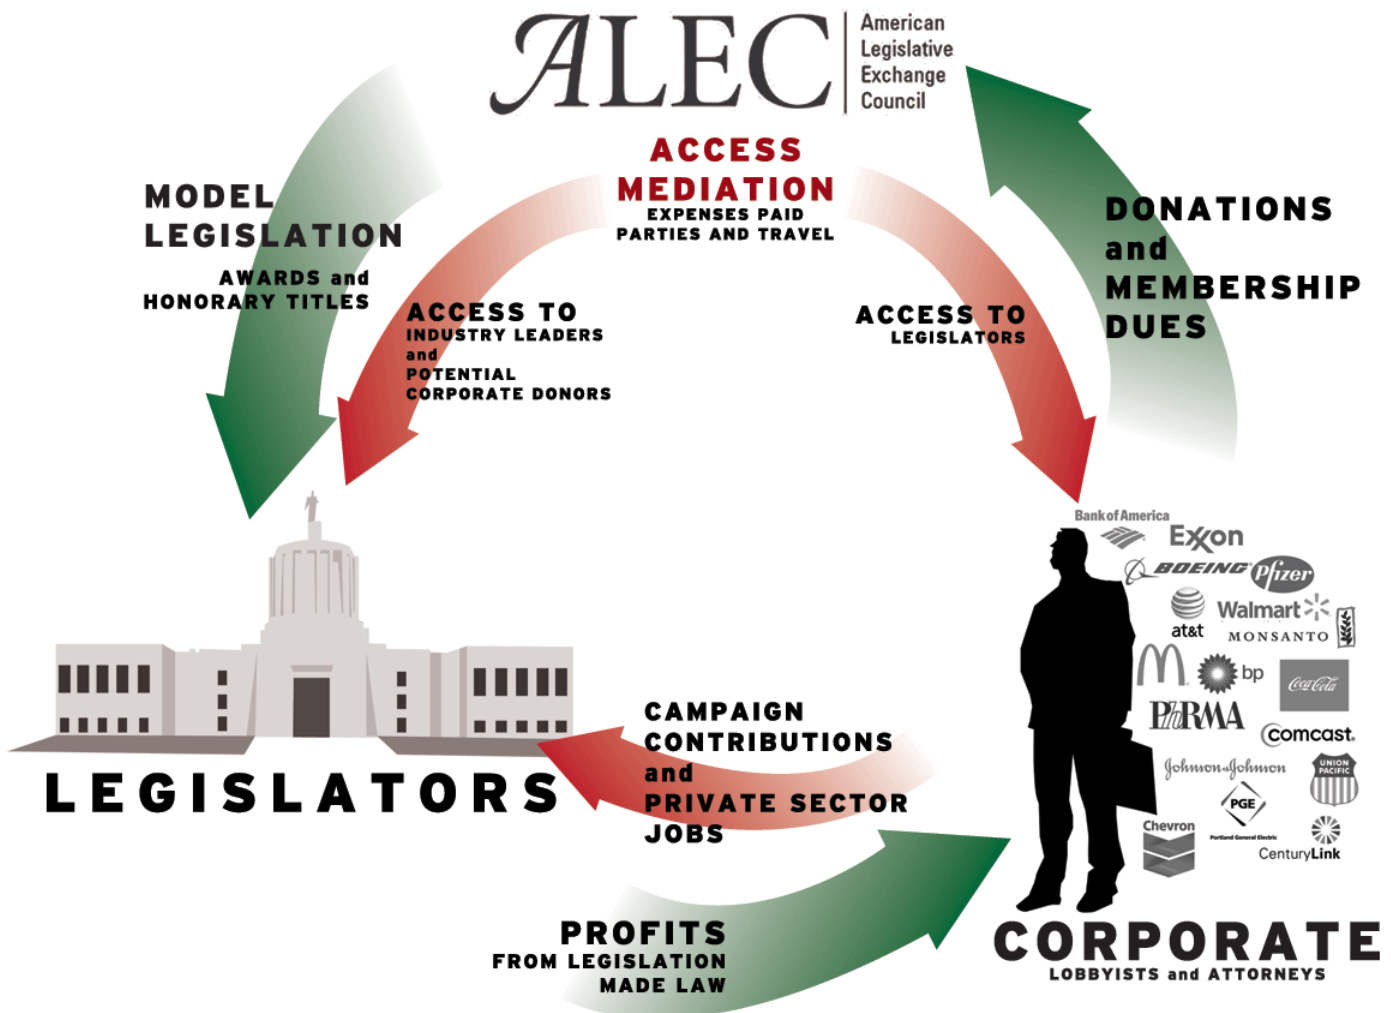 ALEC
American
Legislative
Exchange
Council
ACCESS
MEDIATION
EXPENSES PAID
PARTIES AND TRAVEL
MODEL
LEGISLATION
AWARDS and
HONORARY TITLES
ACCESS TO
INDUSTRY LEADERS
and
POTENTIAL
CORPORATE DONORS
ACCESS TO
LEGISLATORS
DONATIONS
and
MEMBERSHIP
DUES
Bank of America
Exxon
BOEING
Pfizer
at&t
Walmart
MONSANTO
bp
Coca-Cola
PhRMA
comcast.
Johnson & Johnson
UNION
PACIFIC
PGE
Portland General Electric
Chevron
CenturyLink
CAMPAIGN
CONTRIBUTIONS
and
PRIVATE SECTOR
JOBS
LEGISLATORS
PROFITS
FROM LEGISLATION
MADE LAW
CORPORATE
LOBBYISTS and ATTORNEYS